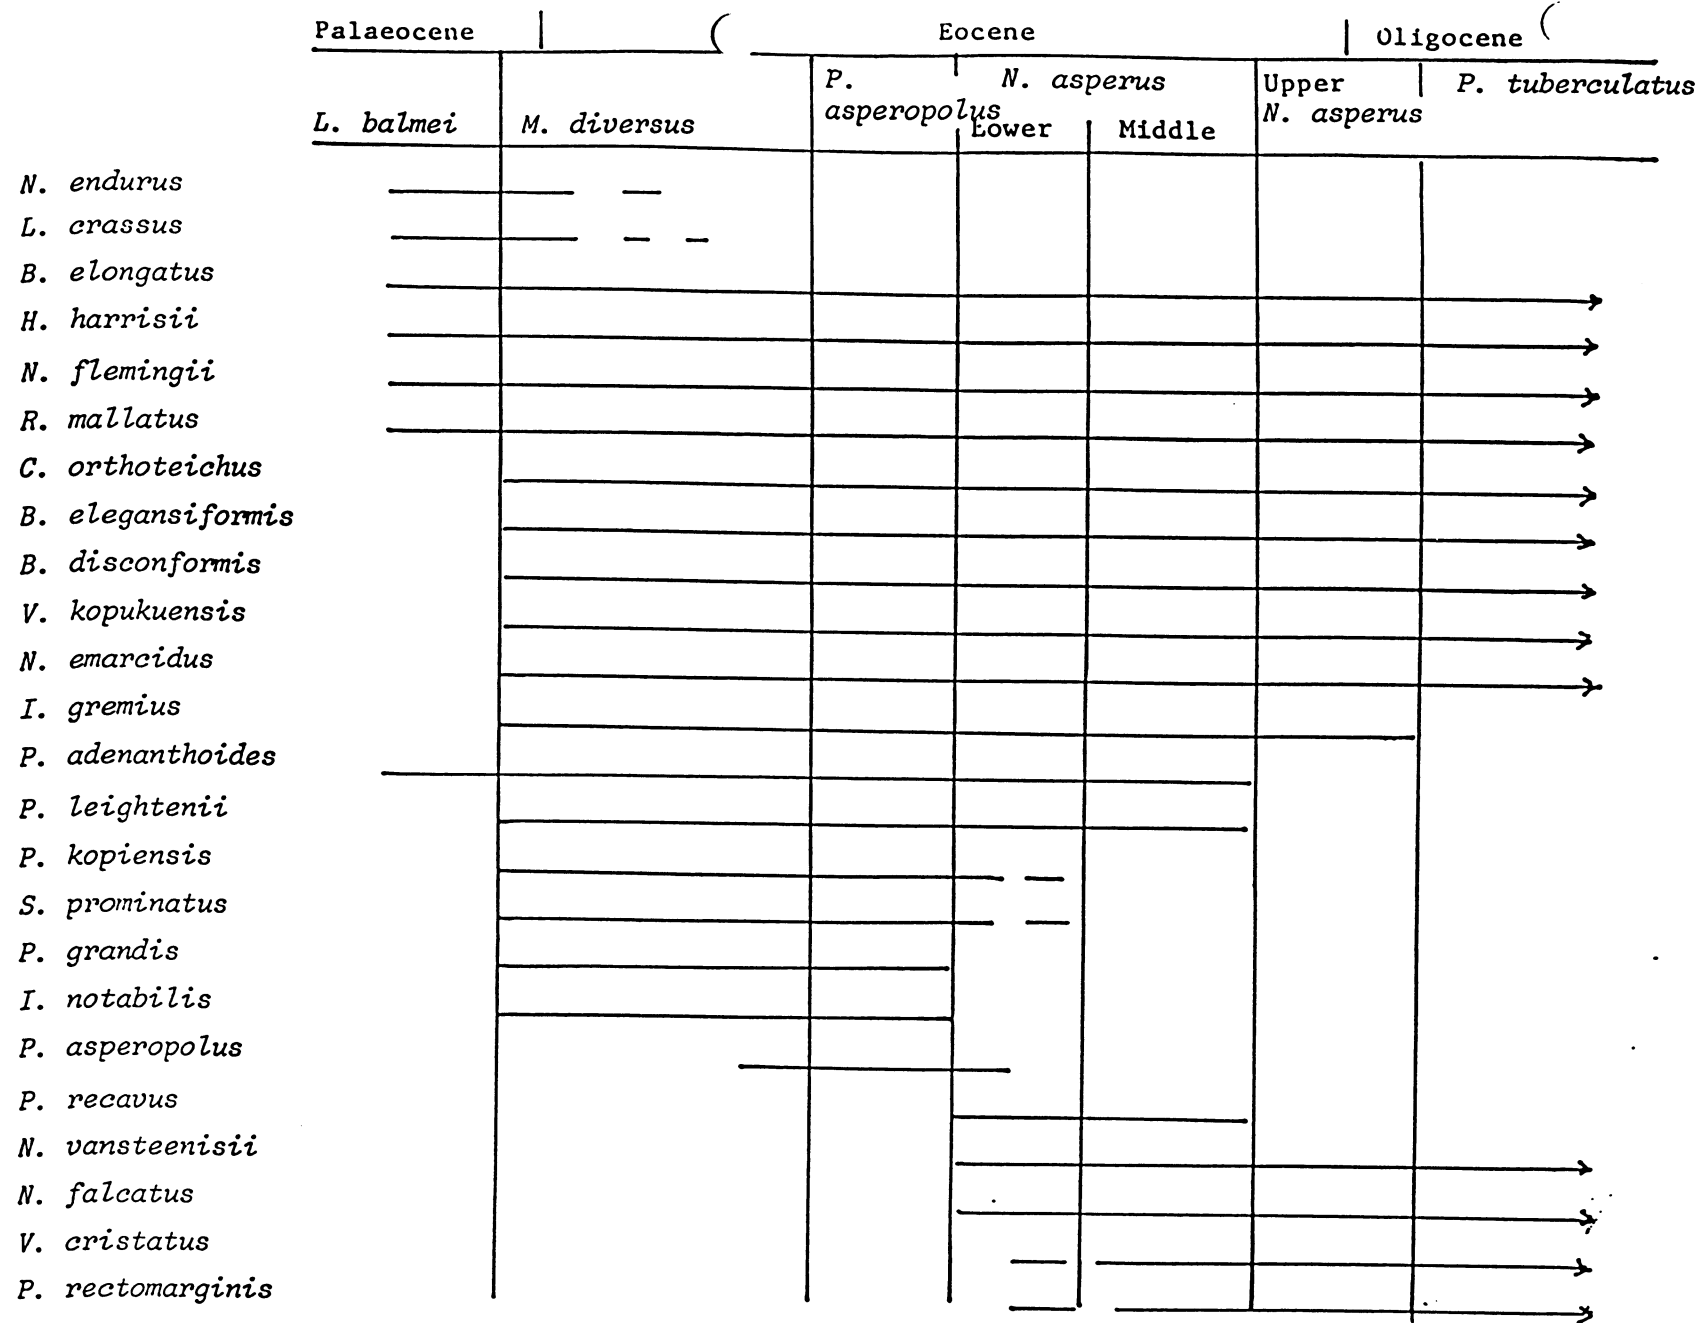 Palaeocene Eocene Oligocene
P. N. asperus Upper P. tuberculatus
asperopolus N. asperus
L. balmei M. diversus Lower Middle
N. endurus
L. crassus
B. elongatus
H. harrisii
N. flemingii
R. mallatus
C. orthoteichus
B. elegansiformis
B. disconformis
V. kopukuensis
N. emarcidus
I. gremius
P. adenanthoides
P. leightenii
P. kopiensis
S. prominatus
P. grandis
I. notabilis
P. asperopolus
P. recavus
N. vansteenisii
N. falcatus
V. cristatus
P. rectomarginis